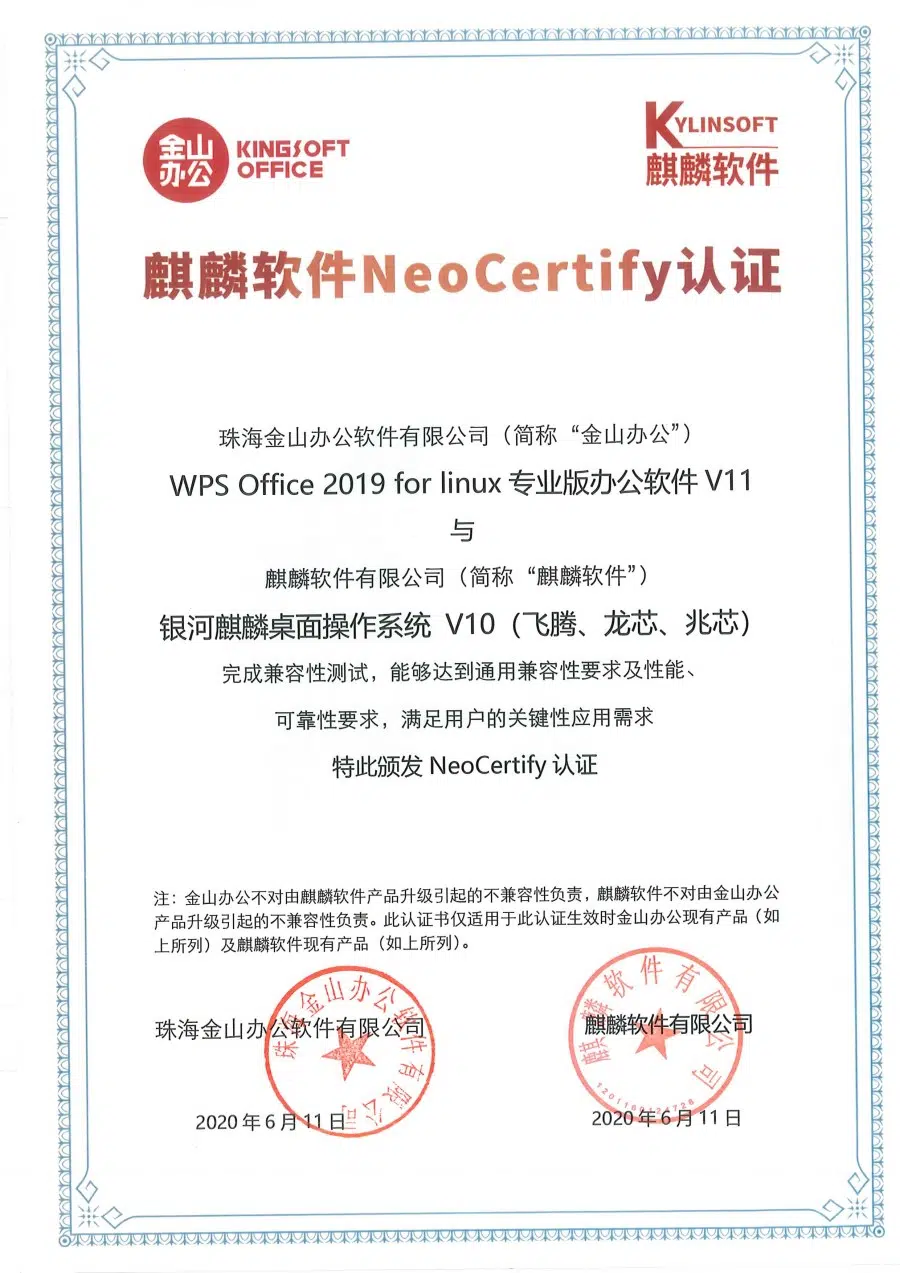 金山
办公
KINGSOFT
OFFICE
KYLINSOFT
麒麟软件
麒麟软件NeoCertify认证
珠海金山办公软件有限公司（简称“金山办公”）
WPS Office 2019 for linux 专业版办公软件 V11
与
麒麟软件有限公司（简称“麒麟软件”）
银河麒麟桌面操作系统 V10（飞腾、龙芯、兆芯）
完成兼容性测试，能够达到通用兼容性要求及性能、
可靠性要求，满足用户的关键性应用需求
特此颁发 NeoCertify 认证
注：金山办公不对由麒麟软件产品升级引起的不兼容性负责，麒麟软件不对由金山办公
产品升级引起的不兼容性负责。此认证书仅适用于此认证生效时金山办公现有产品（如
上所列）及麒麟软件现有产品（如上所列）。
珠海金山办公软件有限公司
麒麟软件有限公司
珠海金山办公软件有限公司
麒麟软件有限公司
2020 年 6 月 11 日
2020 年 6 月 11 日